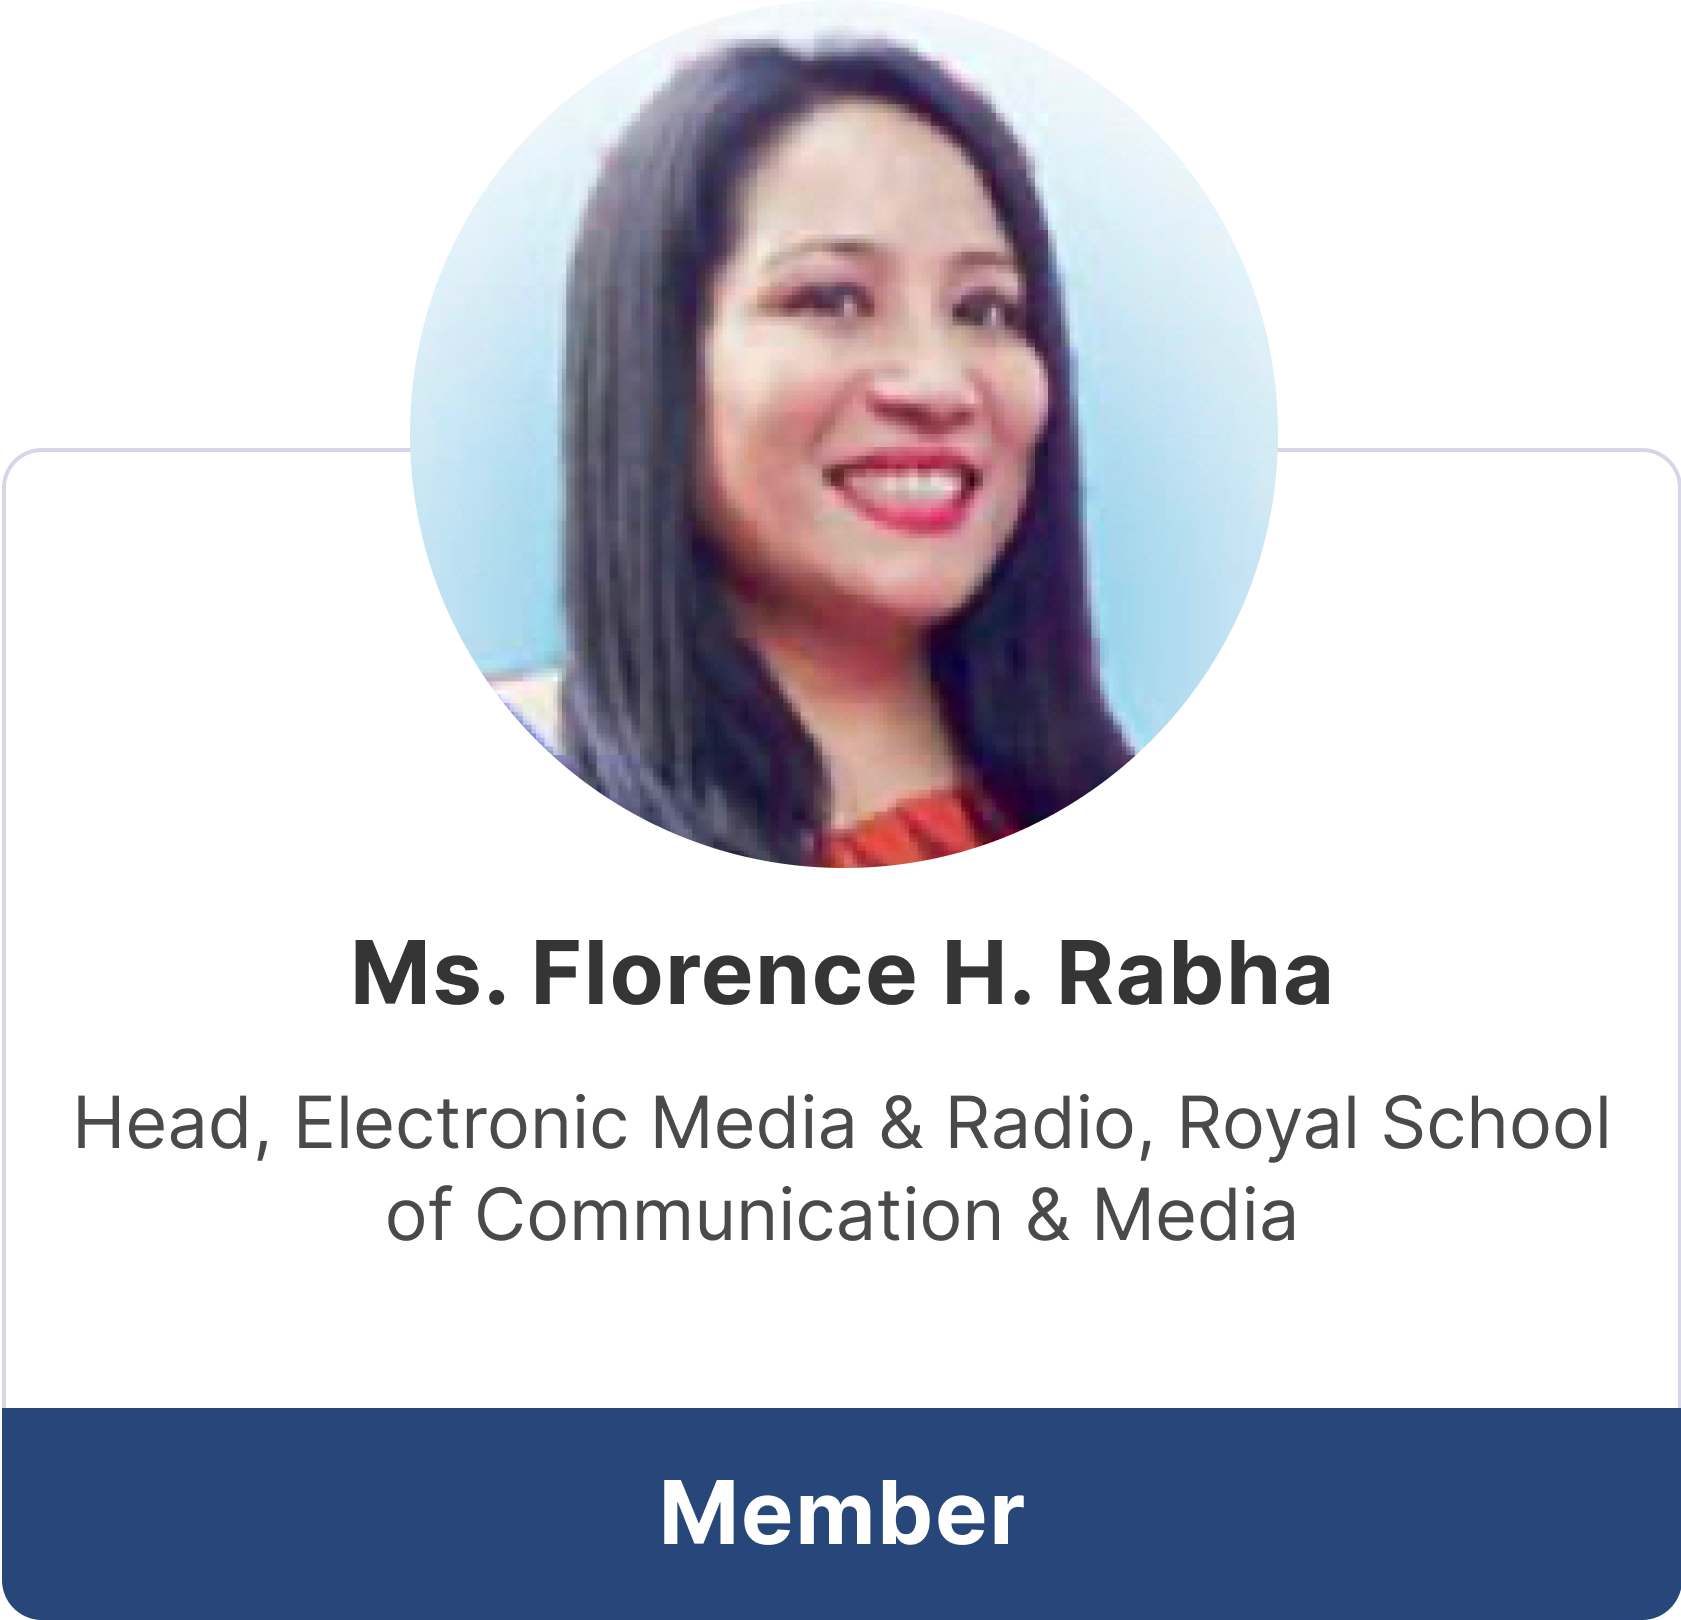 Ms. Florence H. Rabha
Head, Electronic Media & Radio, Royal School
of Communication & Media
Member